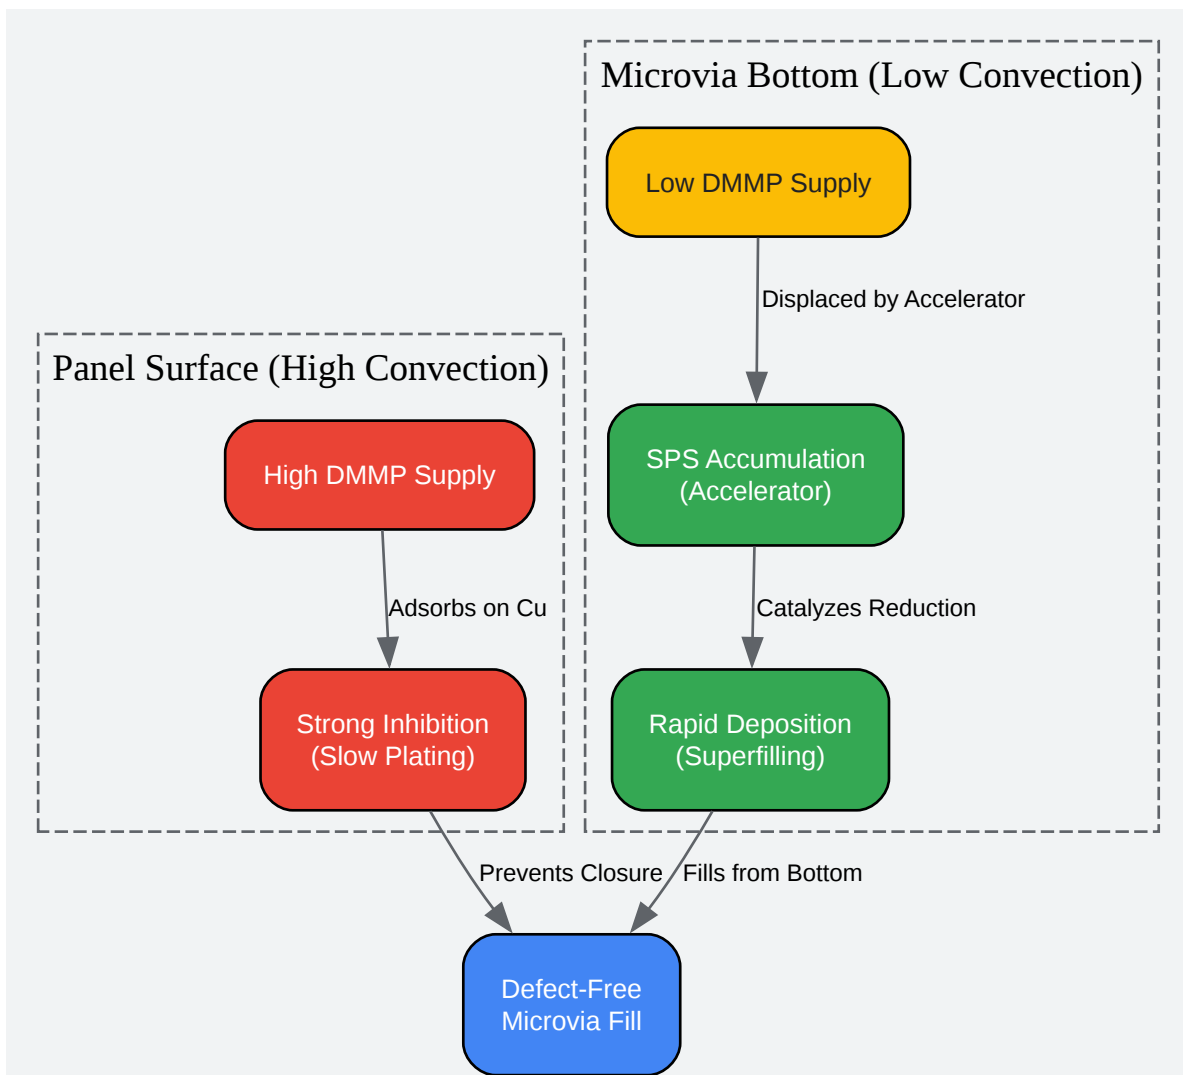 Microvia Bottom (Low Convection)
Low DMMP Supply
Displaced by Accelerator
SPS Accumulation
(Accelerator)
Catalyzes Reduction
Rapid Deposition
(Superfilling)
Panel Surface (High Convection)
High DMMP Supply
Adsorbs on Cu
Strong Inhibition
(Slow Plating)
Prevents Closure
Fills from Bottom
Defect-Free
Microvia Fill